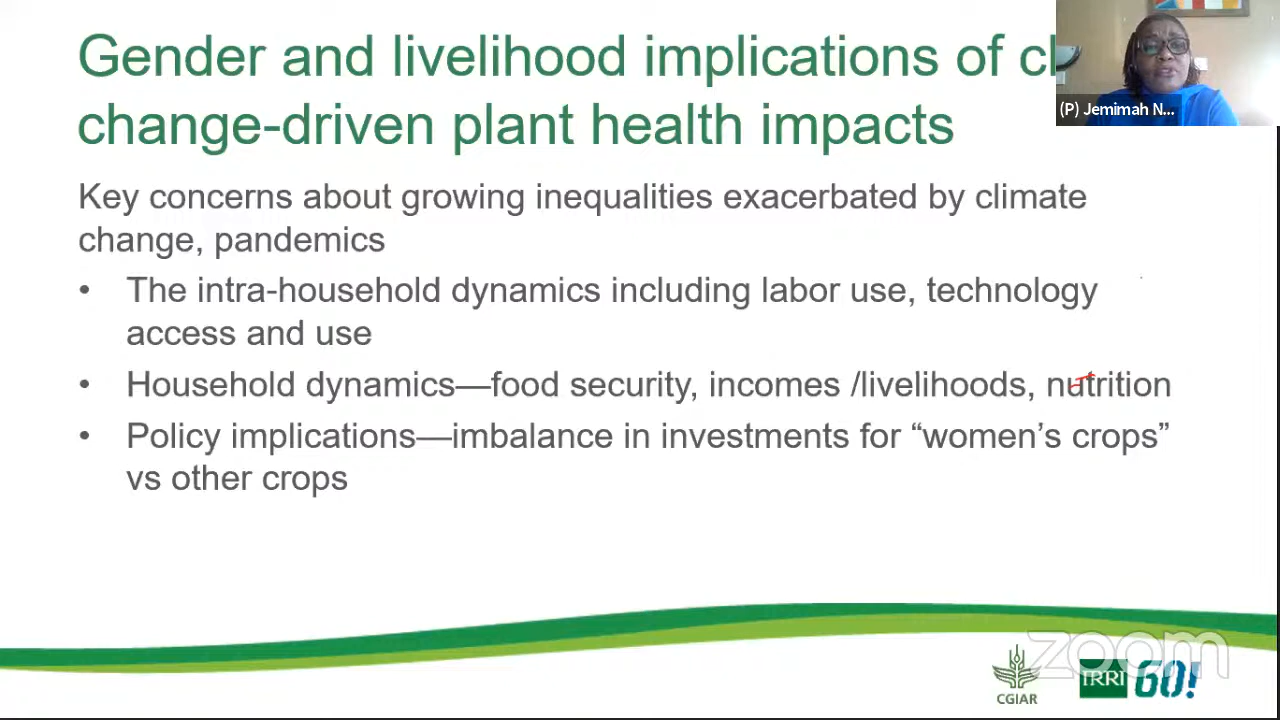 Gender and livelihood implications of cl
change-driven plant health impacts
(P) Jemimah N...
Key concerns about growing inequalities exacerbated by climate
change, pandemics
• The intra-household dynamics including labor use, technology
access and use
• Household dynamics—food security, incomes /livelihoods, nutrition
• Policy implications—imbalance in investments for “women’s crops”
vs other crops
zoom
CGIAR
IRRI 60!